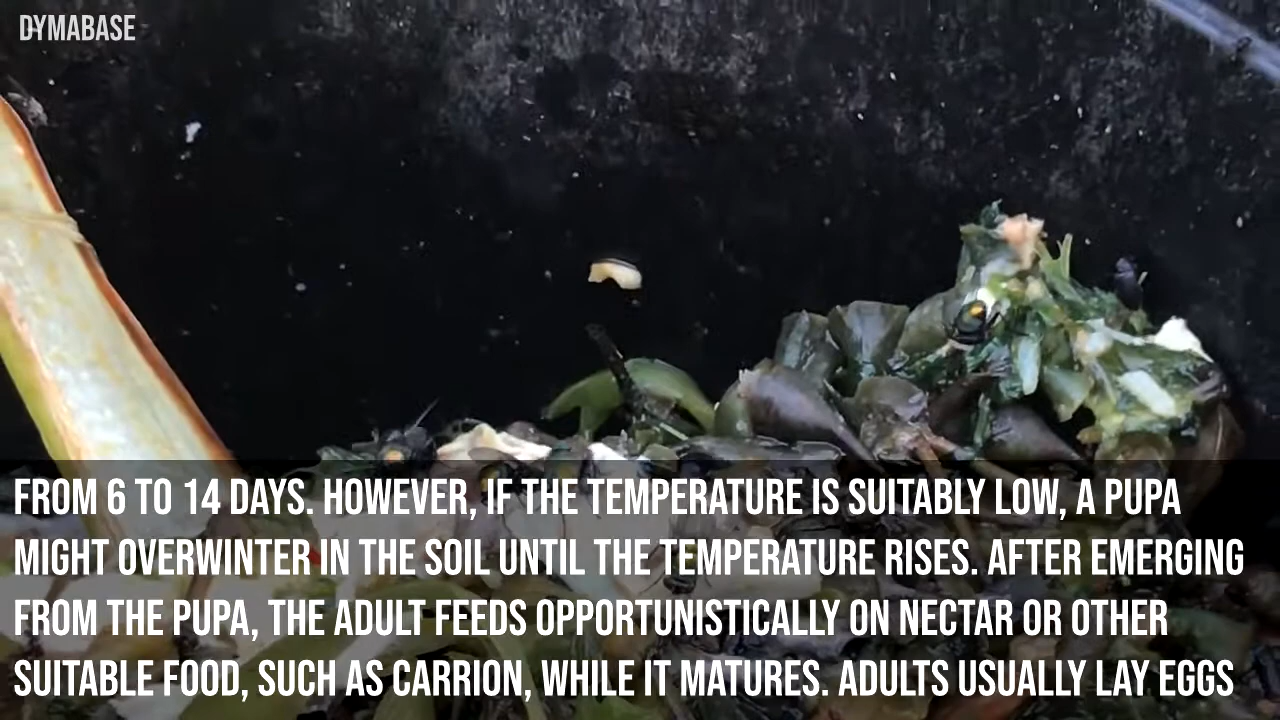 DYMABASE
FROM 6 TO 14 DAYS. HOWEVER, IF THE TEMPERATURE IS SUITABLY LOW, A PUPA
MIGHT OVERWINTER IN THE SOIL UNTIL THE TEMPERATURE RISES. AFTER EMERGING
FROM THE PUPA, THE ADULT FEEDS OPPORTUNISTICALLY ON NECTAR OR OTHER
SUITABLE FOOD, SUCH AS CARRION, WHILE IT MATURES. ADULTS USUALLY LAY EGGS